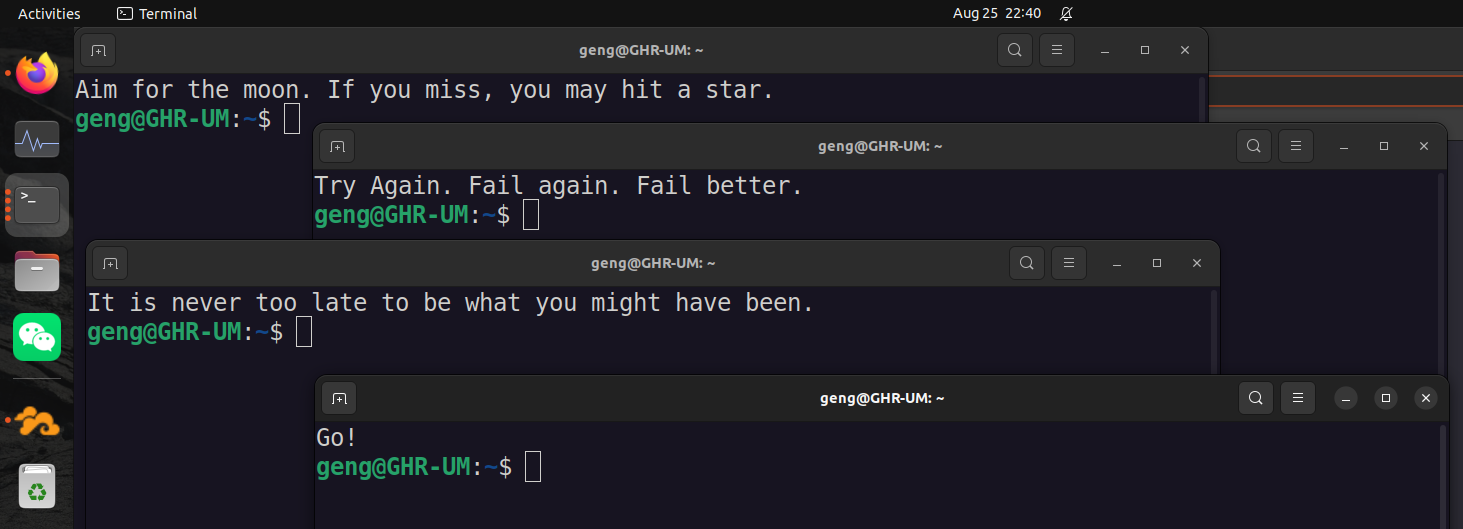 Activities
Terminal
Aug 25 22:40
geng@GHR-UM: ~
Aim for the moon. If you miss, you may hit a star.
geng@GHR-UM:~$
geng@GHR-UM: ~
Try Again. Fail again. Fail better.
geng@GHR-UM:~$
geng@GHR-UM: ~
It is never too late to be what you might have been.
geng@GHR-UM:~$
geng@GHR-UM: ~
Go!
geng@GHR-UM:~$